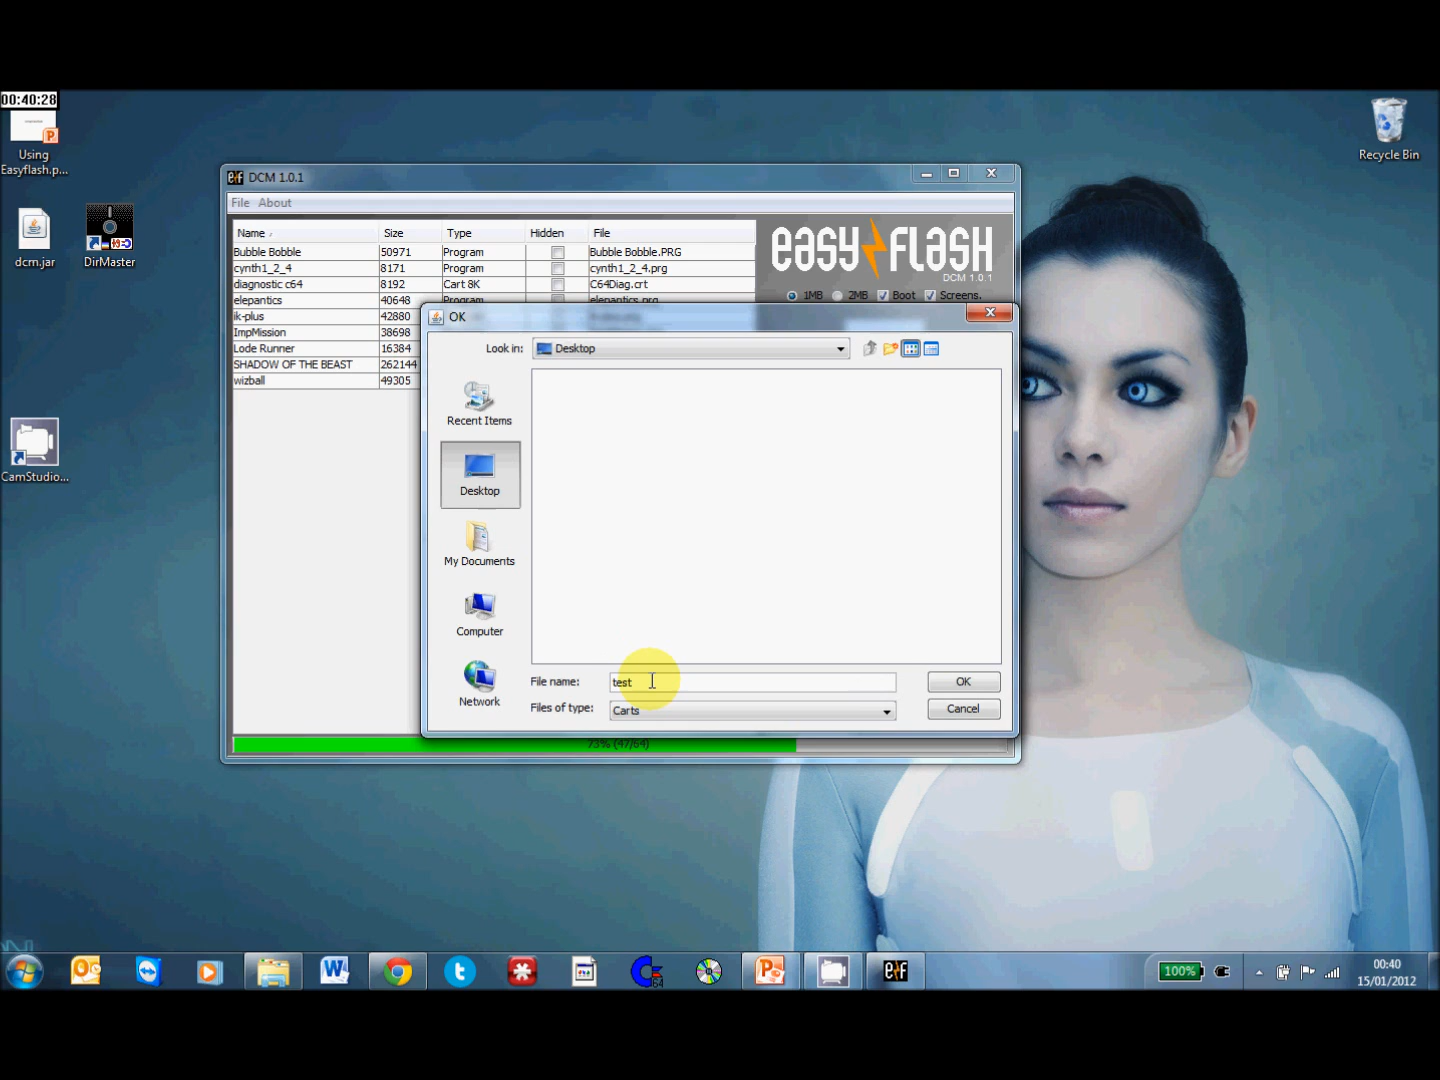 00:40:28
Using
Easyflash.p...
dcm.jar
DirMaster
CamStudio...
Recycle Bin
DCM 1.0.1
File About
Name Size Type Hidden File
Bubble Bobble 50971 Program Bubble Bobble.PRG
cynth1_2_4 8171 Program cynth1_2_4.prg
diagnostic c64 8192 Cart 8K C64Diag.crt
elepantics 40648 Program elepantics.prg
ik-plus 42880
ImpMission 38698
Lode Runner 16384
SHADOW OF THE BEAST 262144
wizball 49305
easy FLASH
DCM 1.0.1
1MB 2MB Boot Screens.
OK
Look in: Desktop
Recent Items
Desktop
My Documents
Computer
Network
File name: test OK
Files of type: Carts Cancel
73% (47/64)
100%
00:40
15/01/2012